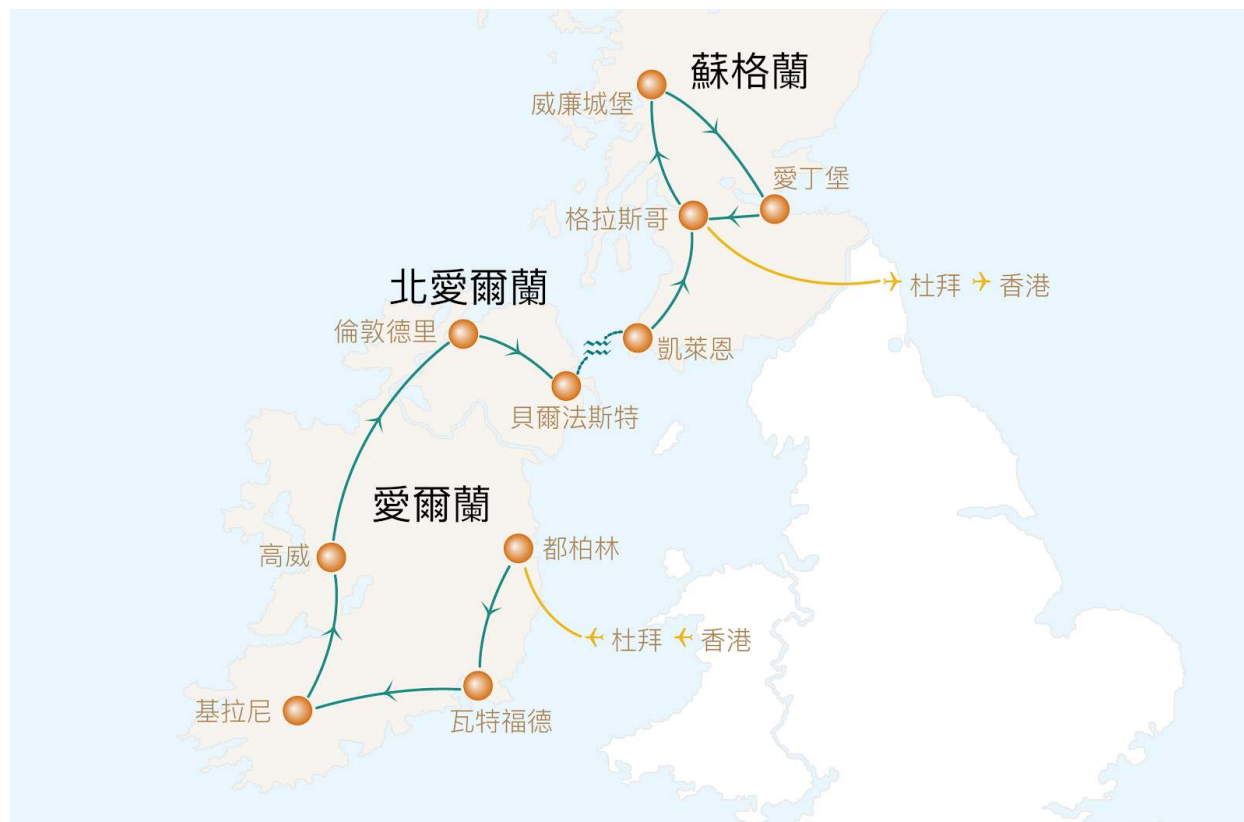 蘇格蘭
威廉城堡
愛丁堡
格拉斯哥
杜拜 香港
北愛爾蘭
倫敦德里
凱萊恩
貝爾法斯特
愛爾蘭
高威
都柏林
杜拜 香港
基拉尼
瓦特福德